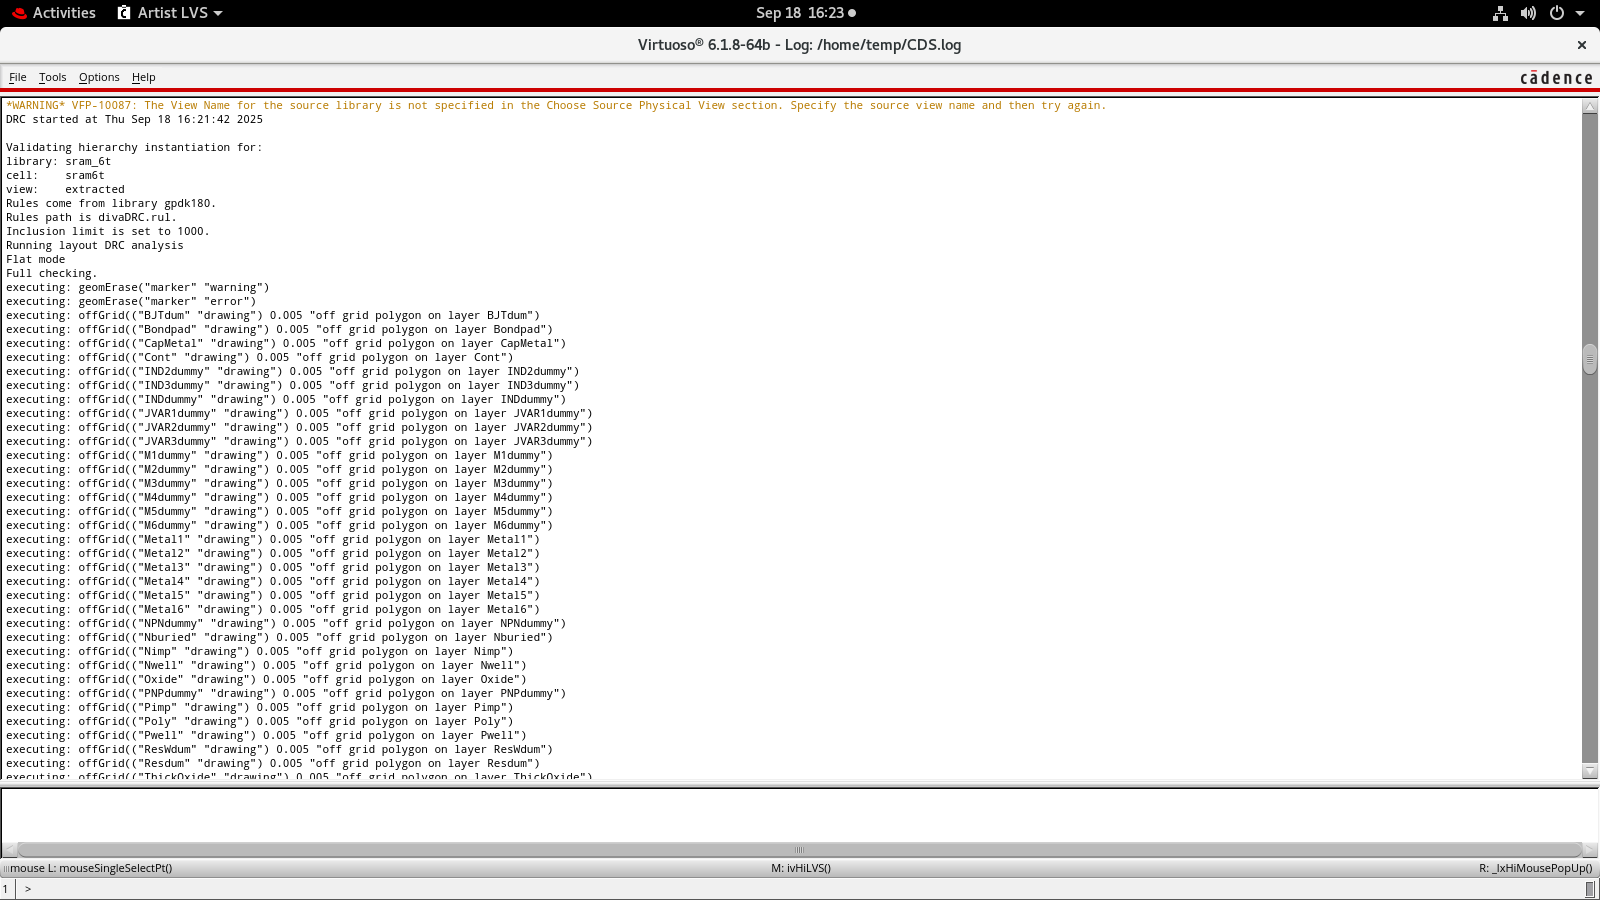 Activities
Artist LVS
Sep 18 16:23
Virtuoso® 6.1.8-64b - Log: /home/temp/CDS.log
File Tools Options Help
cādence
*WARNING* VFP-10087: The View Name for the source library is not specified in the Choose Source Physical View section. Specify the source view name and then try again.
DRC started at Thu Sep 18 16:21:42 2025
Validating hierarchy instantiation for:
library: sram_6t
cell:    sram6t
view:    extracted
Rules come from library gpdk180.
Rules path is divaDRC.rul.
Inclusion limit is set to 1000.
Running layout DRC analysis
Flat mode
Full checking.
executing: geomErase("marker" "warning")
executing: geomErase("marker" "error")
executing: offGrid(("BJTdum" "drawing") 0.005 "off grid polygon on layer BJTdum")
executing: offGrid(("Bondpad" "drawing") 0.005 "off grid polygon on layer Bondpad")
executing: offGrid(("CapMetal" "drawing") 0.005 "off grid polygon on layer CapMetal")
executing: offGrid(("Cont" "drawing") 0.005 "off grid polygon on layer Cont")
executing: offGrid(("IND2dummy" "drawing") 0.005 "off grid polygon on layer IND2dummy")
executing: offGrid(("IND3dummy" "drawing") 0.005 "off grid polygon on layer IND3dummy")
executing: offGrid(("INDdummy" "drawing") 0.005 "off grid polygon on layer INDdummy")
executing: offGrid(("JVAR1dummy" "drawing") 0.005 "off grid polygon on layer JVAR1dummy")
executing: offGrid(("JVAR2dummy" "drawing") 0.005 "off grid polygon on layer JVAR2dummy")
executing: offGrid(("JVAR3dummy" "drawing") 0.005 "off grid polygon on layer JVAR3dummy")
executing: offGrid(("M1dummy" "drawing") 0.005 "off grid polygon on layer M1dummy")
executing: offGrid(("M2dummy" "drawing") 0.005 "off grid polygon on layer M2dummy")
executing: offGrid(("M3dummy" "drawing") 0.005 "off grid polygon on layer M3dummy")
executing: offGrid(("M4dummy" "drawing") 0.005 "off grid polygon on layer M4dummy")
executing: offGrid(("M5dummy" "drawing") 0.005 "off grid polygon on layer M5dummy")
executing: offGrid(("M6dummy" "drawing") 0.005 "off grid polygon on layer M6dummy")
executing: offGrid(("Metal1" "drawing") 0.005 "off grid polygon on layer Metal1")
executing: offGrid(("Metal2" "drawing") 0.005 "off grid polygon on layer Metal2")
executing: offGrid(("Metal3" "drawing") 0.005 "off grid polygon on layer Metal3")
executing: offGrid(("Metal4" "drawing") 0.005 "off grid polygon on layer Metal4")
executing: offGrid(("Metal5" "drawing") 0.005 "off grid polygon on layer Metal5")
executing: offGrid(("Metal6" "drawing") 0.005 "off grid polygon on layer Metal6")
executing: offGrid(("NPNdummy" "drawing") 0.005 "off grid polygon on layer NPNdummy")
executing: offGrid(("Nburied" "drawing") 0.005 "off grid polygon on layer Nburied")
executing: offGrid(("Nimp" "drawing") 0.005 "off grid polygon on layer Nimp")
executing: offGrid(("Nwell" "drawing") 0.005 "off grid polygon on layer Nwell")
executing: offGrid(("Oxide" "drawing") 0.005 "off grid polygon on layer Oxide")
executing: offGrid(("PNPdummy" "drawing") 0.005 "off grid polygon on layer PNPdummy")
executing: offGrid(("Pimp" "drawing") 0.005 "off grid polygon on layer Pimp")
executing: offGrid(("Poly" "drawing") 0.005 "off grid polygon on layer Poly")
executing: offGrid(("Pwell" "drawing") 0.005 "off grid polygon on layer Pwell")
executing: offGrid(("ResWdum" "drawing") 0.005 "off grid polygon on layer ResWdum")
executing: offGrid(("Resdum" "drawing") 0.005 "off grid polygon on layer Resdum")
executing: offGrid(("ThickOxide" "drawing") 0.005 "off grid polygon on layer ThickOxide")
mouse L: mouseSingleSelectPt() M: ivHiLVS() R: _lxHiMousePopUp()
1 >